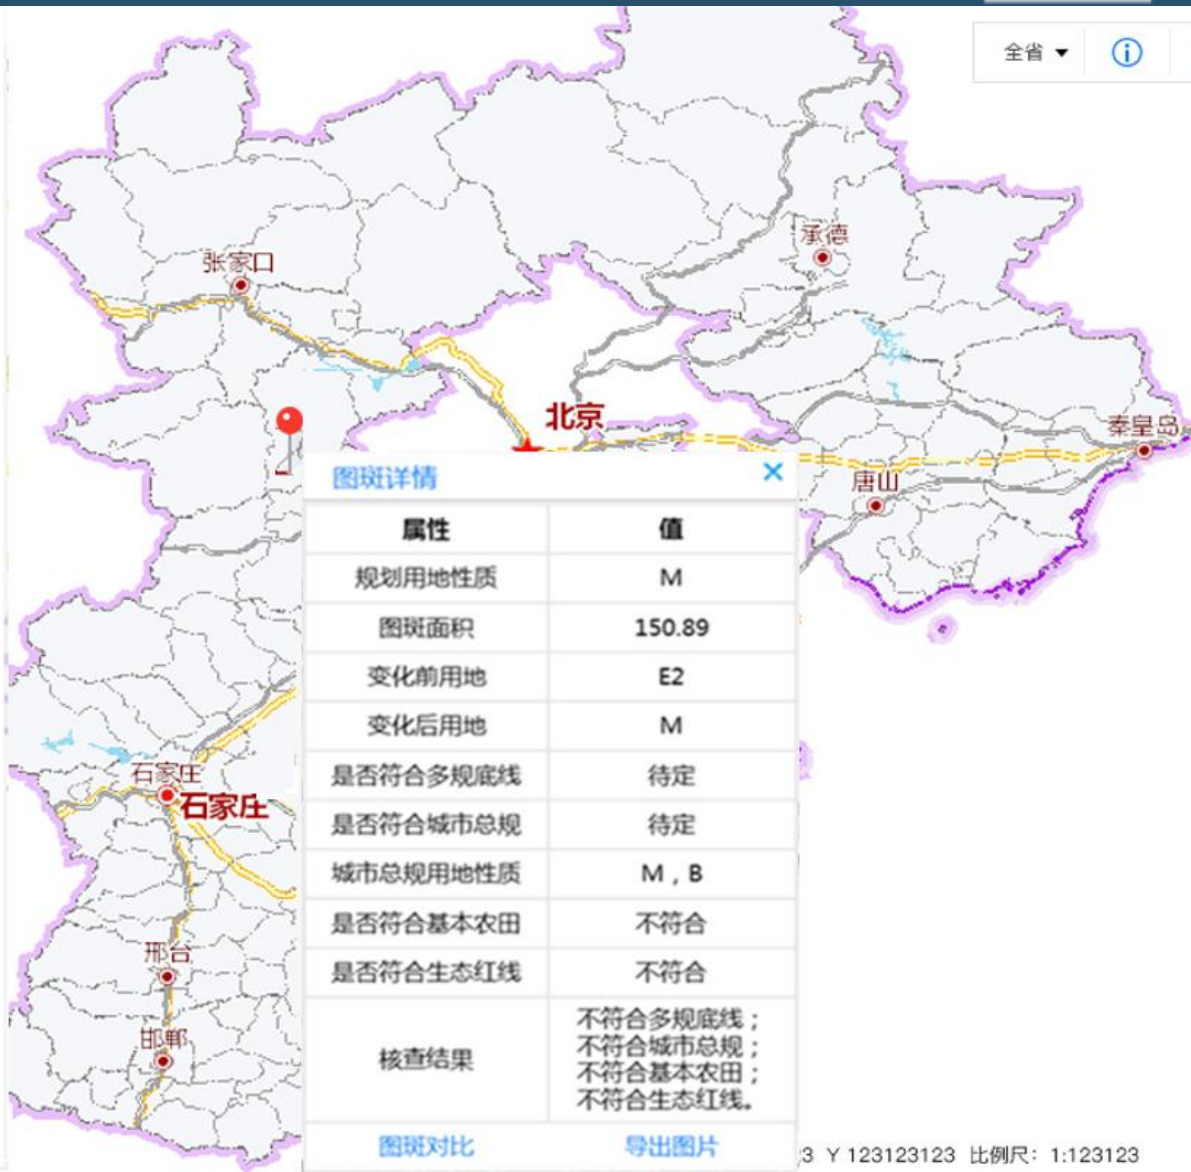 全省
张家口
承德
北京
秦皇岛
唐山
图斑详情
属性 值
规划用地性质 M
图斑面积 150.89
变化前用地 E2
变化后用地 M
是否符合多规底线 待定
是否符合城市总规 待定
城市总规用地性质 M，B
是否符合基本农田 不符合
是否符合生态红线 不符合
核查结果
不符合多规底线；
不符合城市总规；
不符合基本农田；
不符合生态红线。
图斑对比 导出图片
石家庄
石家庄
邢台
邯郸
3 Y 123123123 比例尺：1:123123